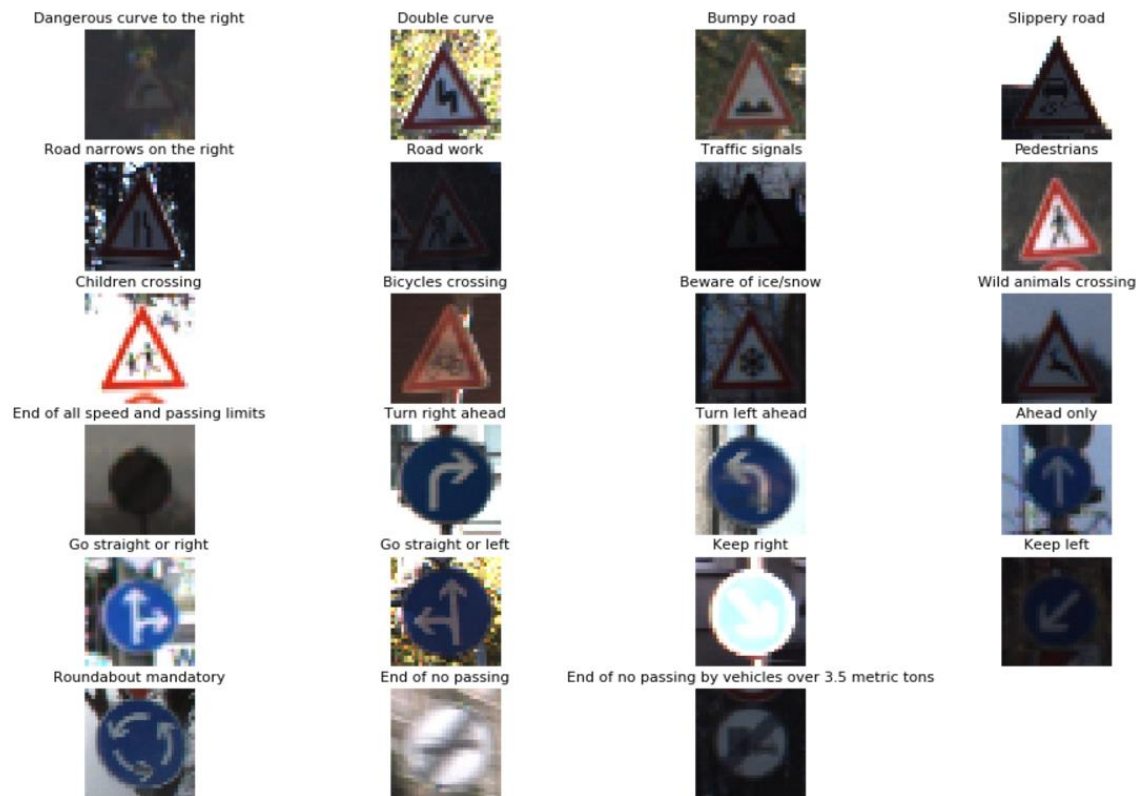 Dangerous curve to the right
Double curve
Bumpy road
Slippery road
Road narrows on the right
Road work
Traffic signals
Pedestrians
Children crossing
Bicycles crossing
Beware of ice/snow
Wild animals crossing
End of all speed and passing limits
Turn right ahead
Turn left ahead
Ahead only
Go straight or right
Go straight or left
Keep right
Keep left
Roundabout mandatory
End of no passing
End of no passing by vehicles over 3.5 metric tons